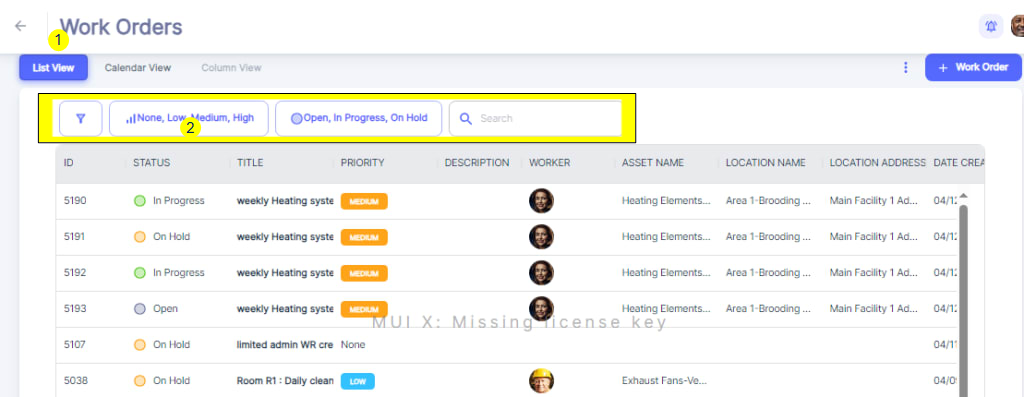 Work Orders
1
List View Calendar View Column View + Work Order
None, Low, Medium, High Open, In Progress, On Hold Search
2
ID STATUS TITLE PRIORITY DESCRIPTION WORKER ASSET NAME LOCATION NAME LOCATION ADDRESS DATE CREA
5190 In Progress weekly Heating syste MEDIUM Heating Elements... Area 1-Brooding ... Main Facility 1 Ad... 04/12
5191 On Hold weekly Heating syste MEDIUM Heating Elements... Area 1-Brooding ... Main Facility 1 Ad... 04/12
5192 In Progress weekly Heating syste MEDIUM Heating Elements... Area 1-Brooding ... Main Facility 1 Ad... 04/12
5193 Open weekly Heating syste MEDIUM Heating Elements... Area 1-Brooding ... Main Facility 1 Ad... 04/12
MUI X: Missing license key
5107 On Hold limited admin WR cre None 04/11
5038 On Hold Room R1 : Daily clean LOW Exhaust Fans-Ve... 04/09